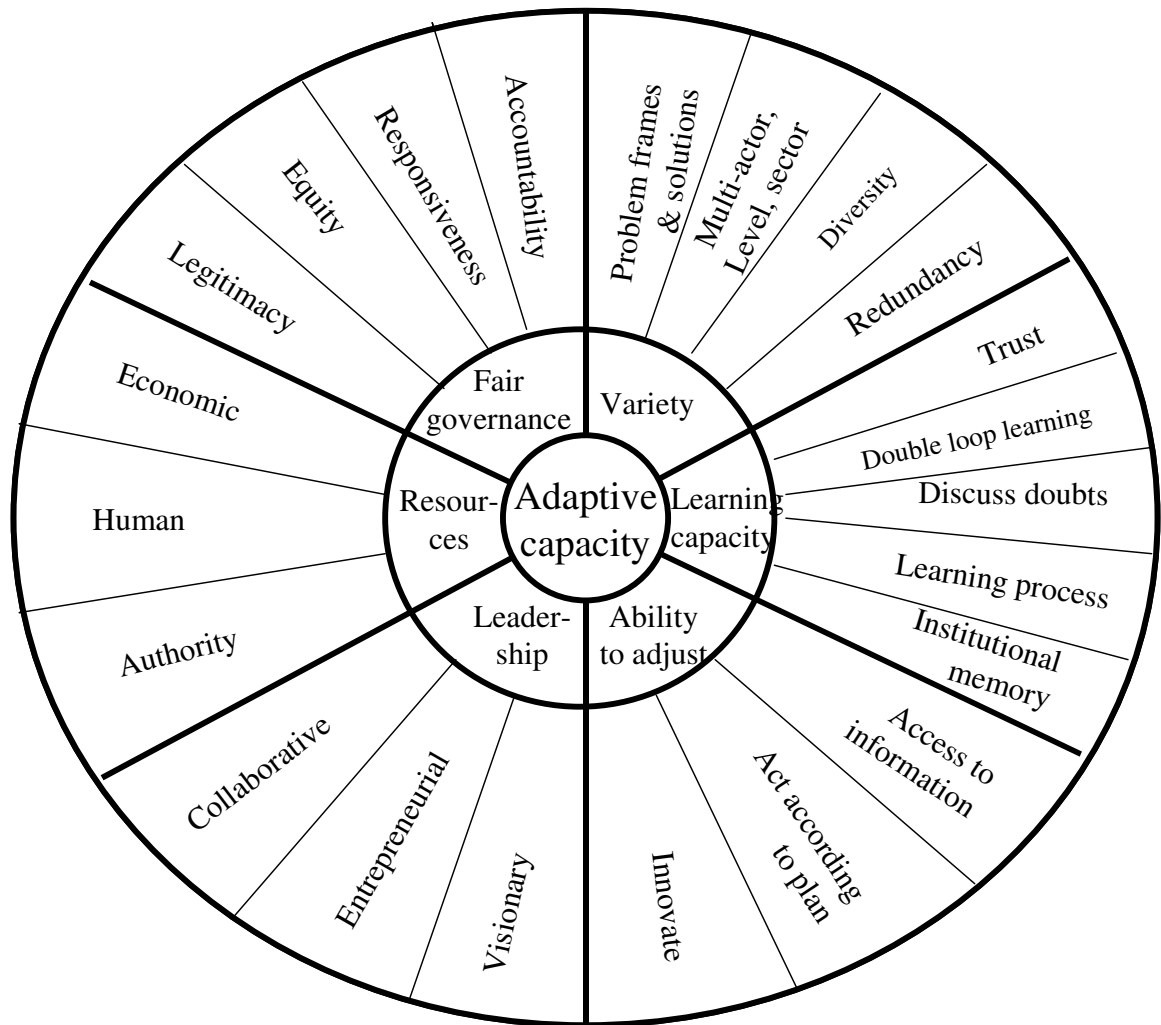 Adaptive
capacity
Variety
Problem frames
& solutions
Multi-actor,
Level, sector
Diversity
Redundancy
Learning
capacity
Trust
Double loop learning
Discuss doubts
Learning process
Institutional
memory
Ability
to adjust
Access to
information
Act according
to plan
Innovate
Leader-
ship
Visionary
Entrepreneurial
Collaborative
Resour-
ces
Authority
Human
Economic
Fair
governance
Legitimacy
Equity
Responsiveness
Accountability